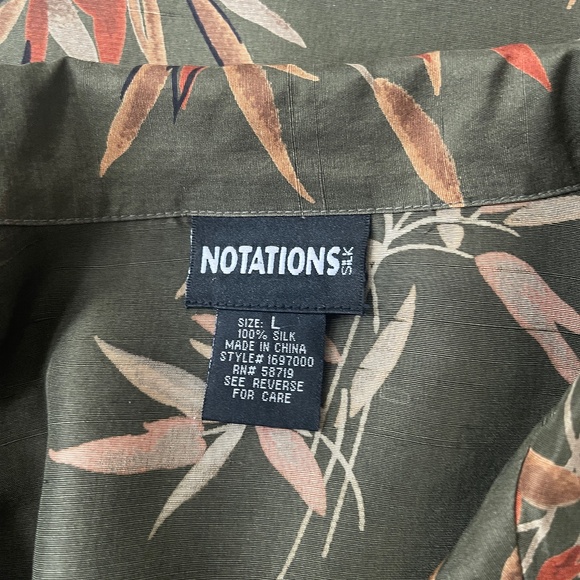 NOTATIONS SILK
SIZE: L
100% SILK
MADE IN CHINA
STYLE# 1697000
RN# 58719
SEE REVERSE
FOR CARE